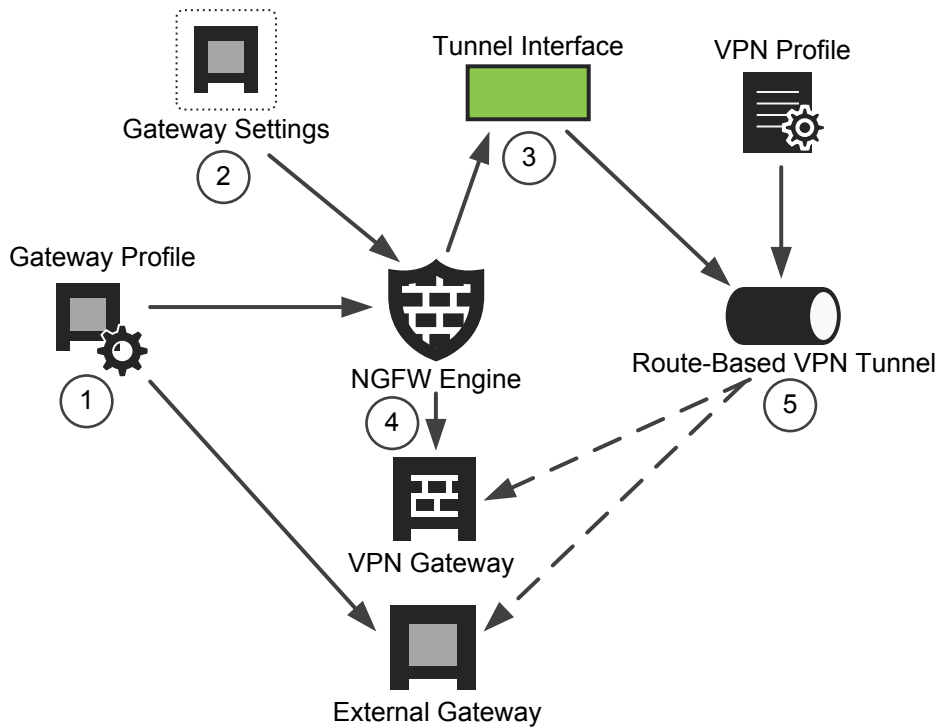 Tunnel Interface
VPN Profile
Gateway Settings
3
2
Gateway Profile
NGFW Engine
Route-Based VPN Tunnel
1
4
5
VPN Gateway
External Gateway